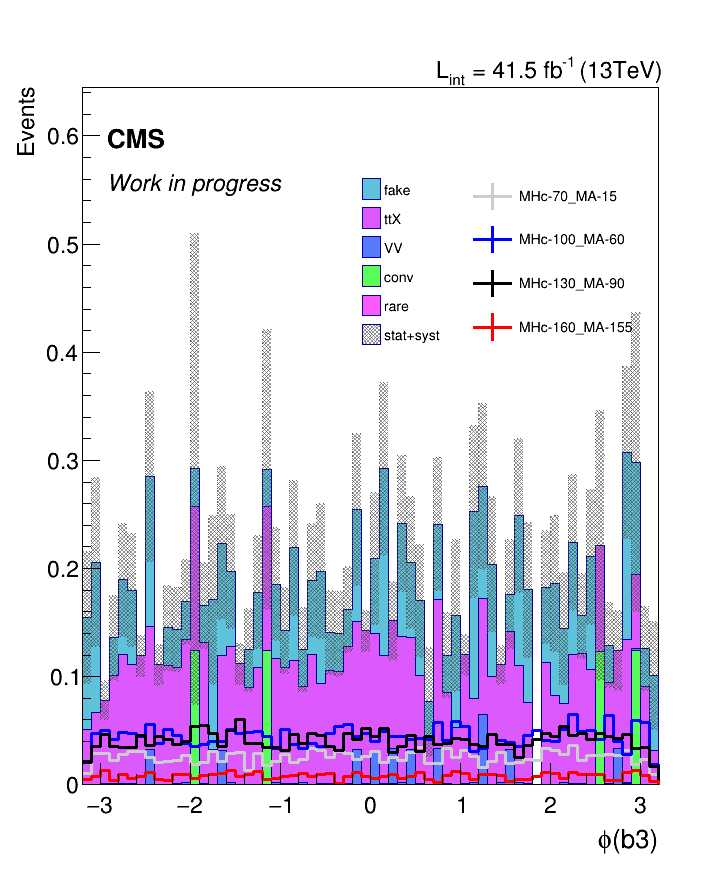 L_int = 41.5 fb^-1 (13TeV)
Events
CMS
Work in progress
fake
ttX
VV
conv
rare
stat+syst
MHc-70_MA-15
MHc-100_MA-60
MHc-130_MA-90
MHc-160_MA-155
0.6
0.5
0.4
0.3
0.2
0.1
0
−3 −2 −1 0 1 2 3
ϕ(b3)